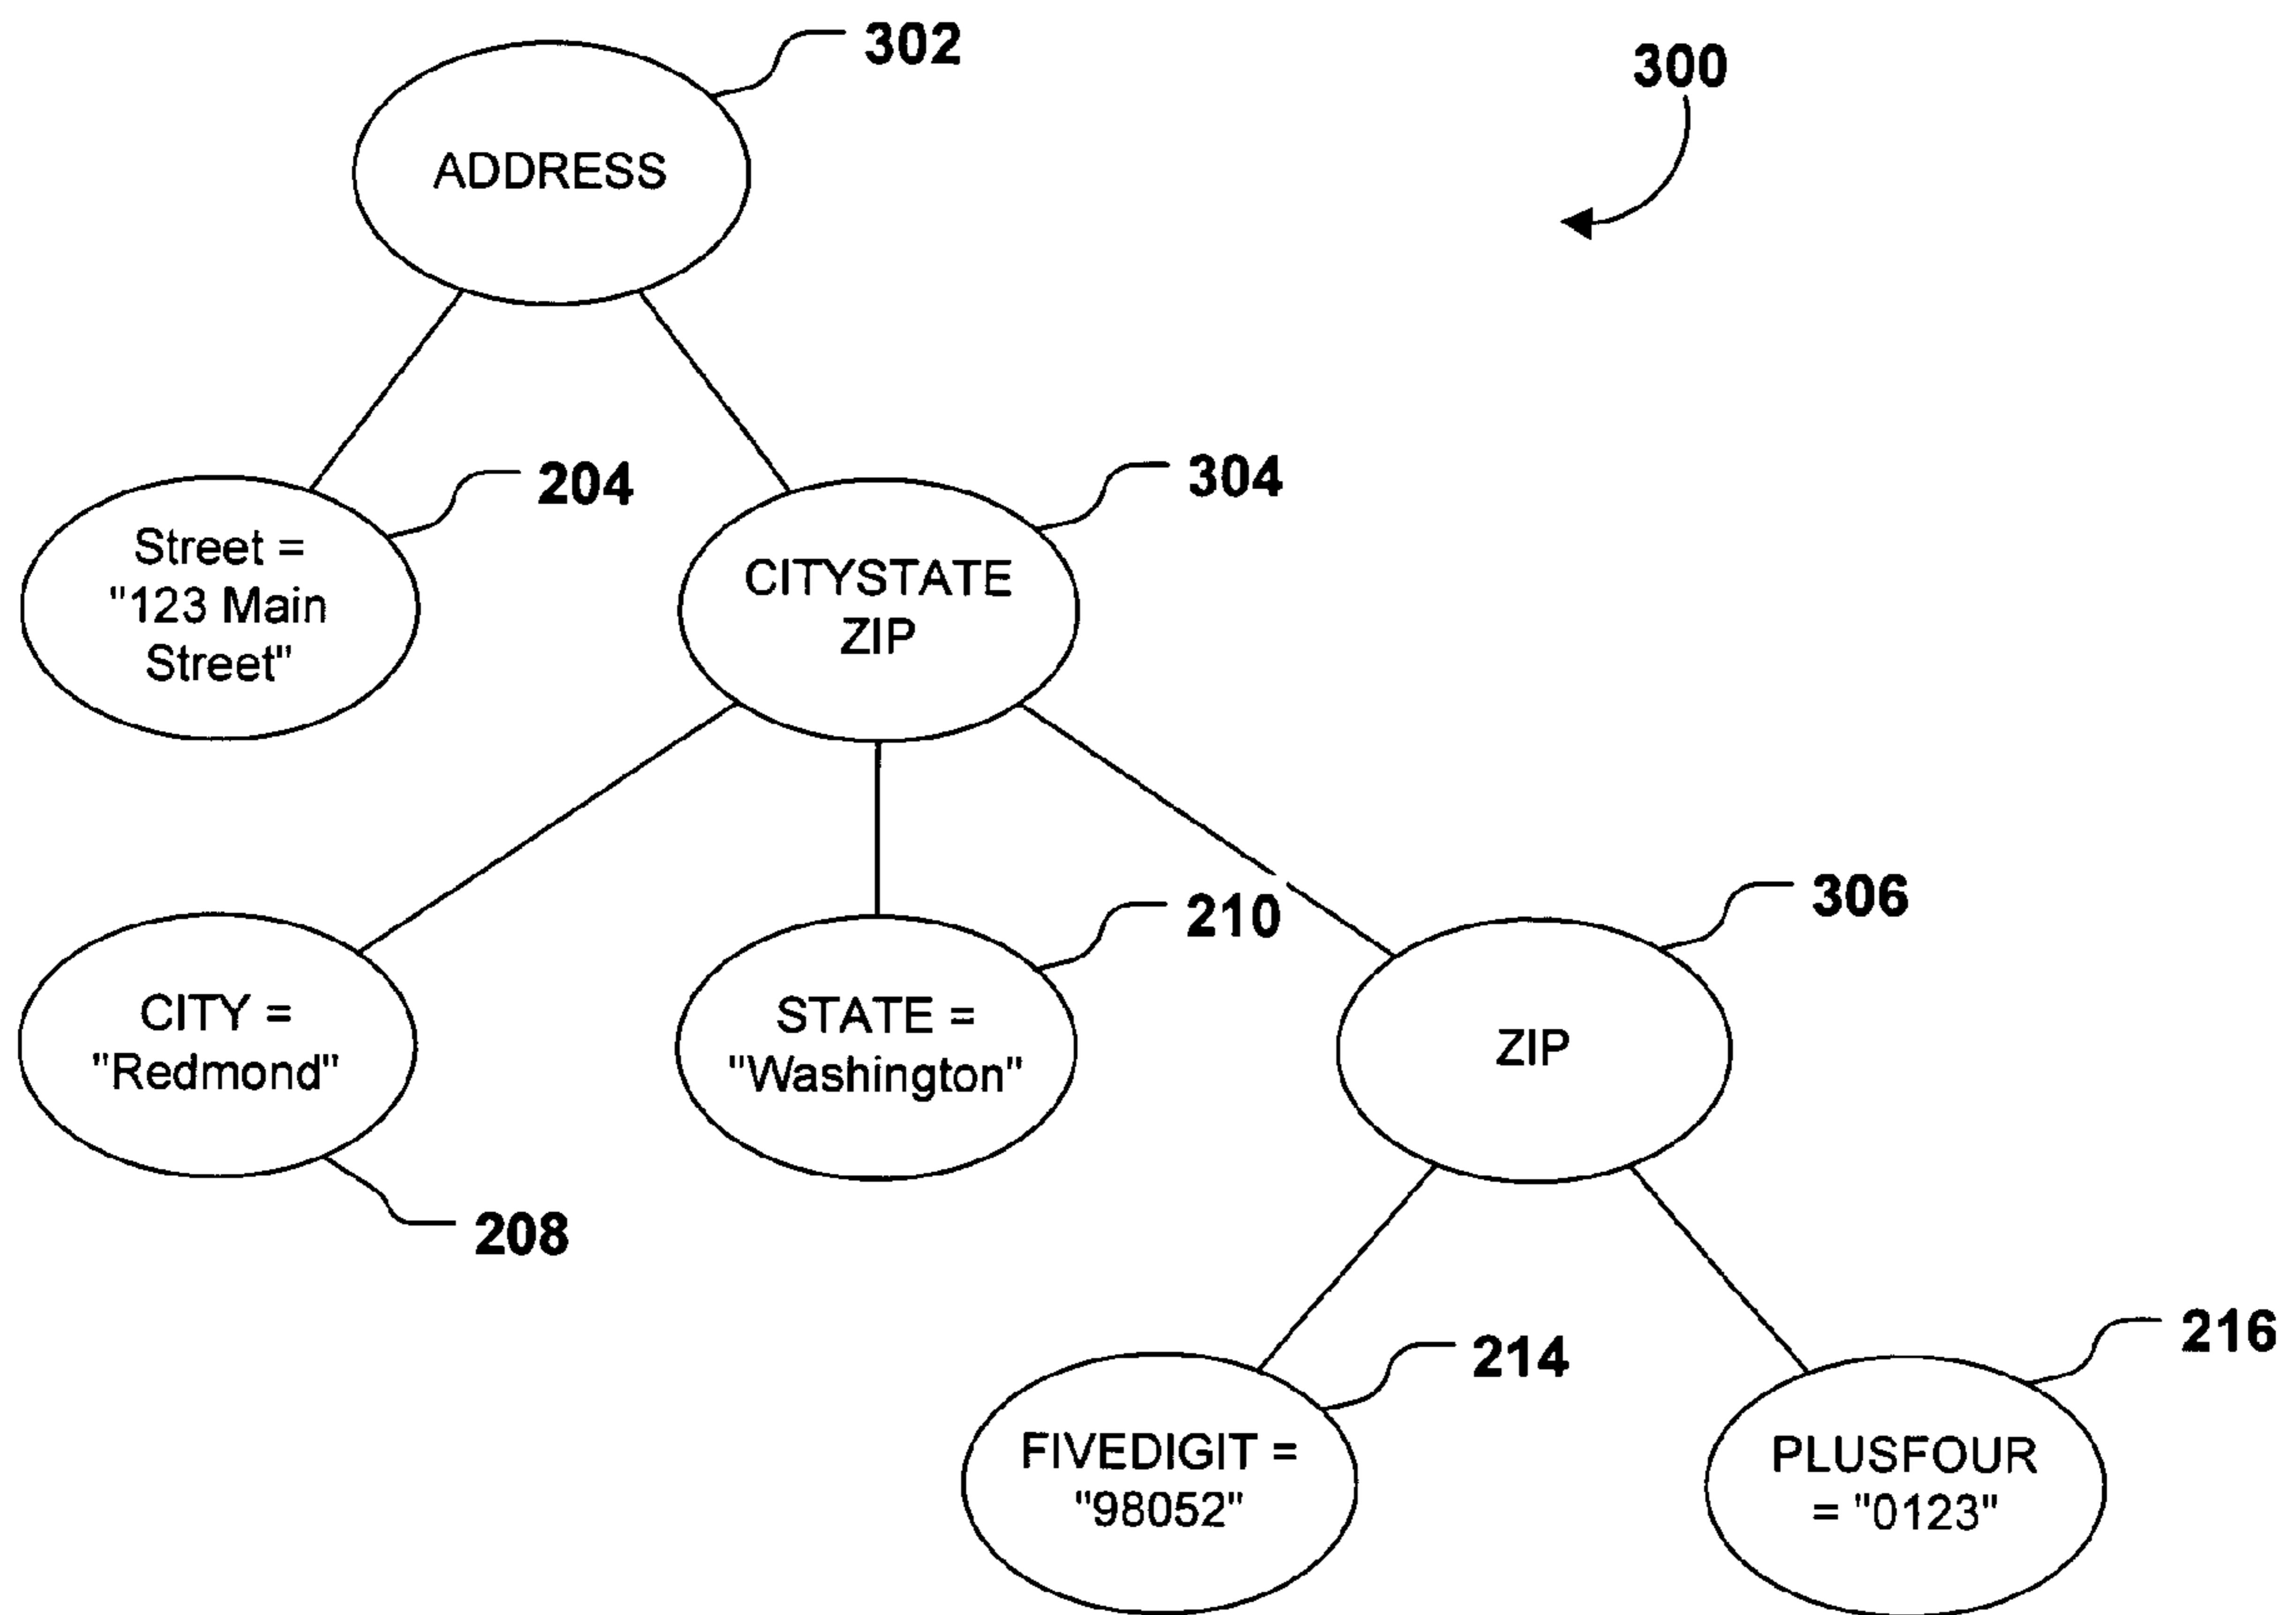 302
300
ADDRESS
204
304
Street =
"123 Main
Street"
CITYSTATE
ZIP
210
306
CITY =
"Redmond"
STATE =
"Washington"
ZIP
208
214
216
FIVEDIGIT =
"98052"
PLUSFOUR
= "0123"